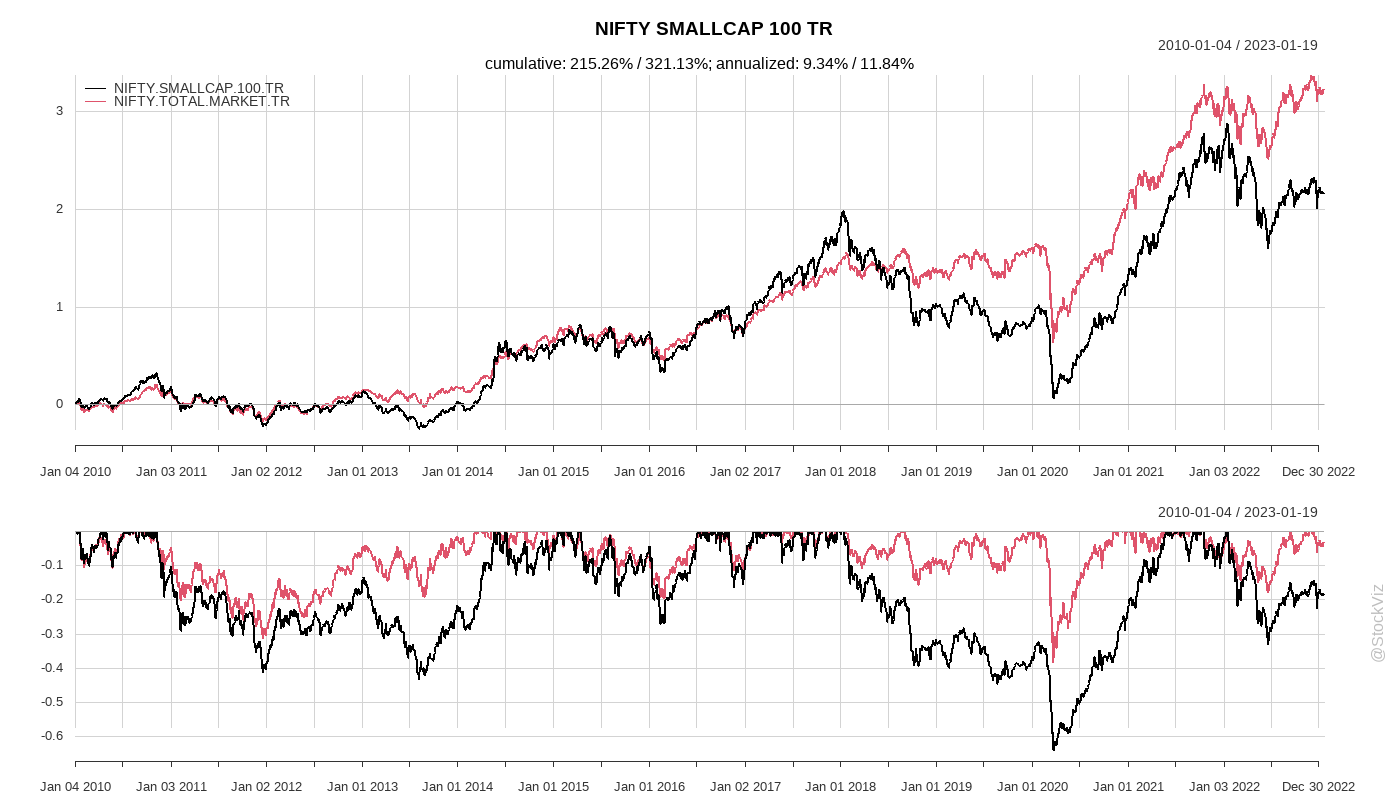 NIFTY SMALLCAP 100 TR
2010-01-04 / 2023-01-19
cumulative: 215.26% / 321.13%; annualized: 9.34% / 11.84%
NIFTY.SMALLCAP.100.TR
NIFTY.TOTAL.MARKET.TR
3
2
1
0
Jan 04 2010 Jan 03 2011 Jan 02 2012 Jan 01 2013 Jan 01 2014 Jan 01 2015 Jan 01 2016 Jan 02 2017 Jan 01 2018 Jan 01 2019 Jan 01 2020 Jan 01 2021 Jan 03 2022 Dec 30 2022
2010-01-04 / 2023-01-19
-0.1
-0.2
-0.3
-0.4
-0.5
-0.6
Jan 04 2010 Jan 03 2011 Jan 02 2012 Jan 01 2013 Jan 01 2014 Jan 01 2015 Jan 01 2016 Jan 02 2017 Jan 01 2018 Jan 01 2019 Jan 01 2020 Jan 01 2021 Jan 03 2022 Dec 30 2022
@StockViz